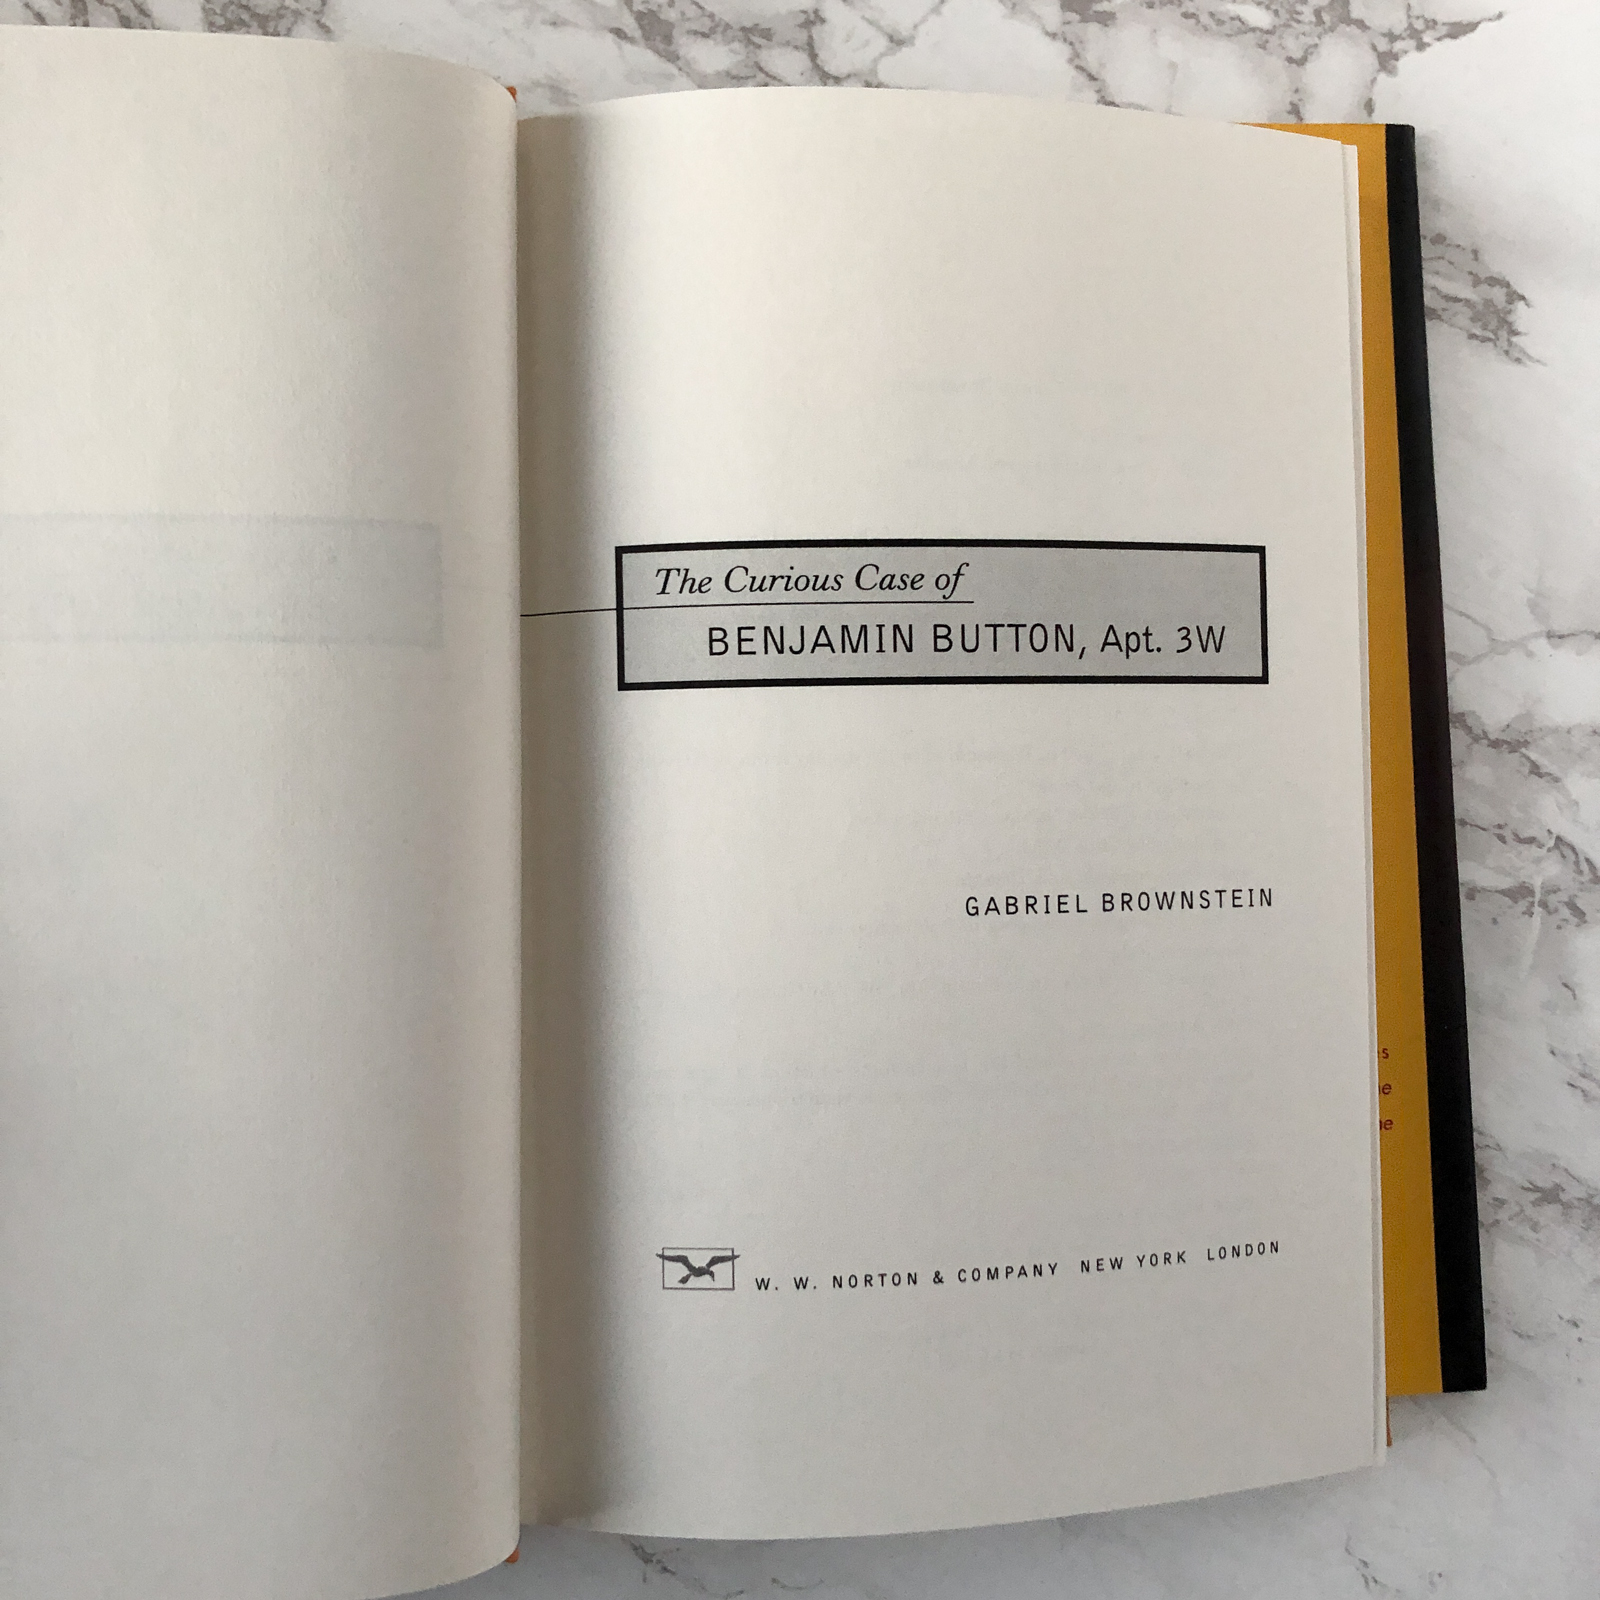 The Curious Case of
BENJAMIN BUTTON, Apt. 3W
GABRIEL BROWNSTEIN
W. W. NORTON & COMPANY NEW YORK LONDON